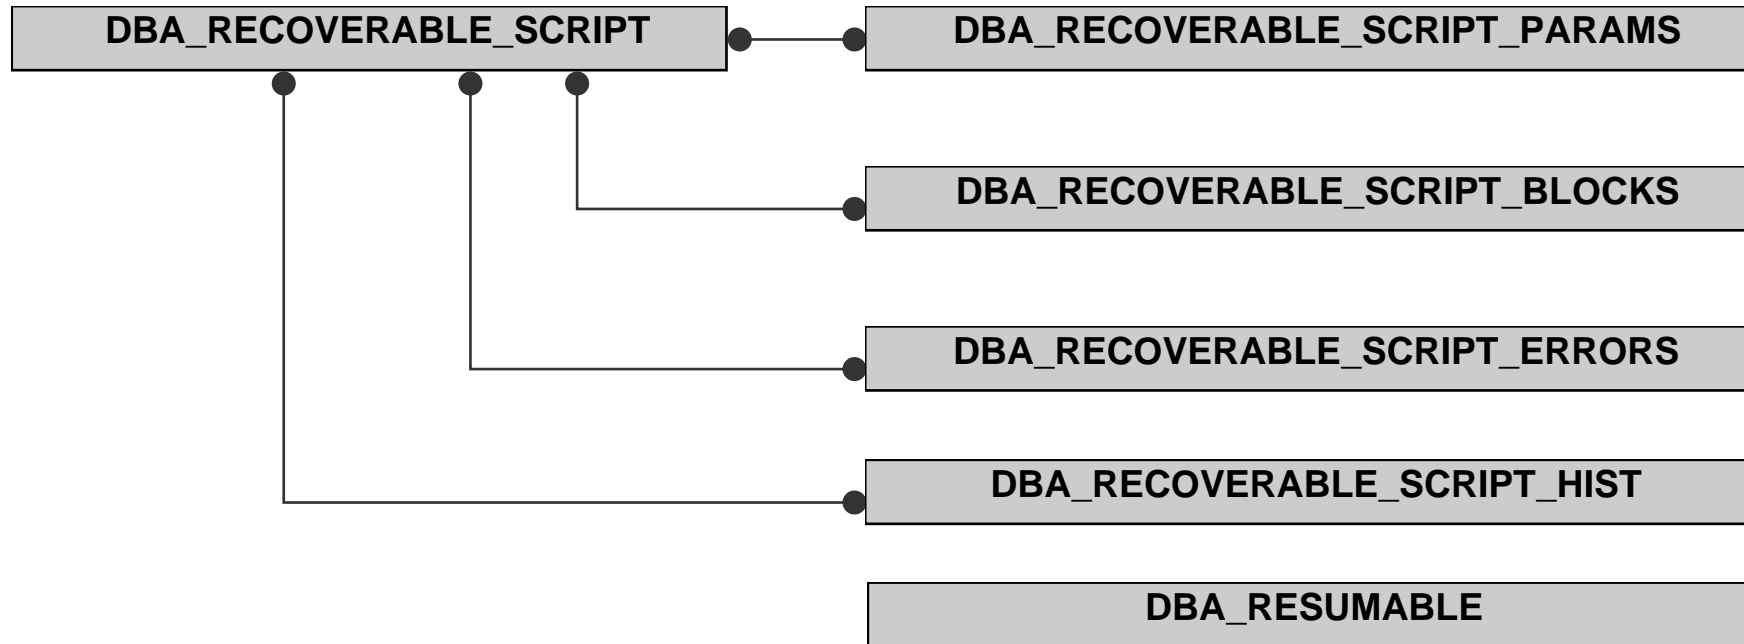 DBA_RECOVERABLE_SCRIPT
DBA_RECOVERABLE_SCRIPT_PARAMS
DBA_RECOVERABLE_SCRIPT_BLOCKS
DBA_RECOVERABLE_SCRIPT_ERRORS
DBA_RECOVERABLE_SCRIPT_HIST
DBA_RESUMABLE